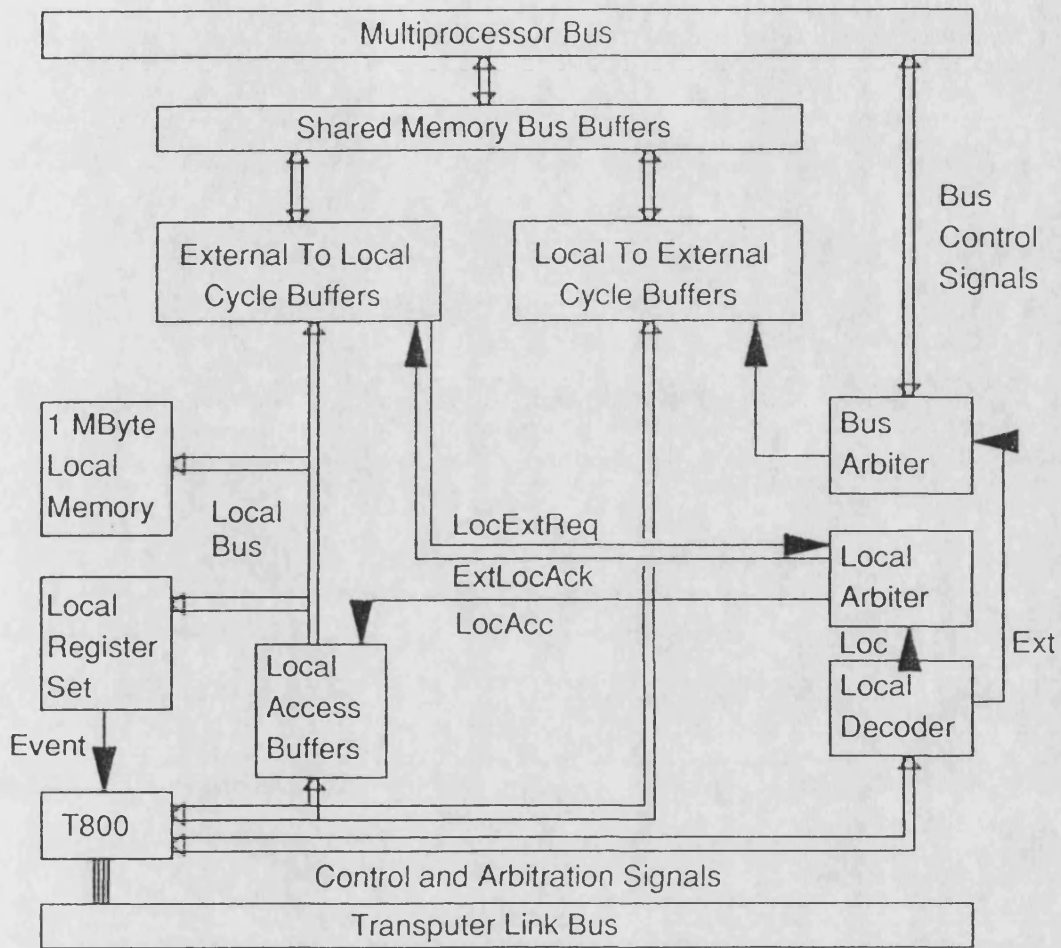 Multiprocessor Bus
Shared Memory Bus Buffers
External To Local
Cycle Buffers
Local To External
Cycle Buffers
Bus
Control
Signals
1 MByte
Local
Memory
Bus
Arbiter
Local
Bus
LocExtReq
ExtLocAck
LocAcc
Local
Arbiter
Local
Register
Set
Loc
Ext
Local
Access
Buffers
Local
Decoder
Event
T800
Control and Arbitration Signals
Transputer Link Bus